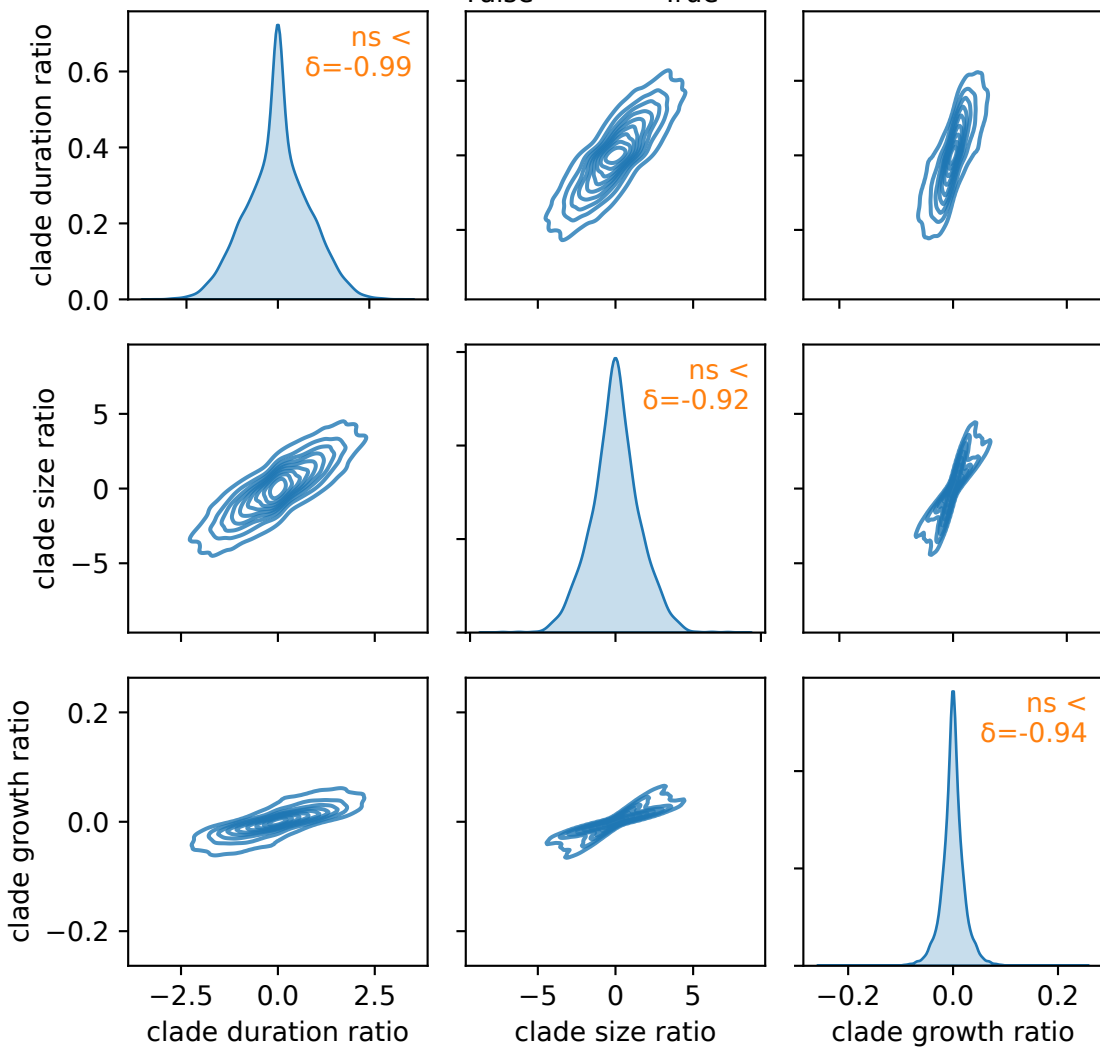 clade duration ratio
0.6
0.4
0.2
0.0
ns <
δ=-0.99
clade size ratio
5
0
−5
ns <
δ=-0.92
clade growth ratio
0.2
0.0
−0.2
ns <
δ=-0.94
−2.5 0.0 2.5
−5 0 5
−0.2 0.0 0.2
clade duration ratio
clade size ratio
clade growth ratio